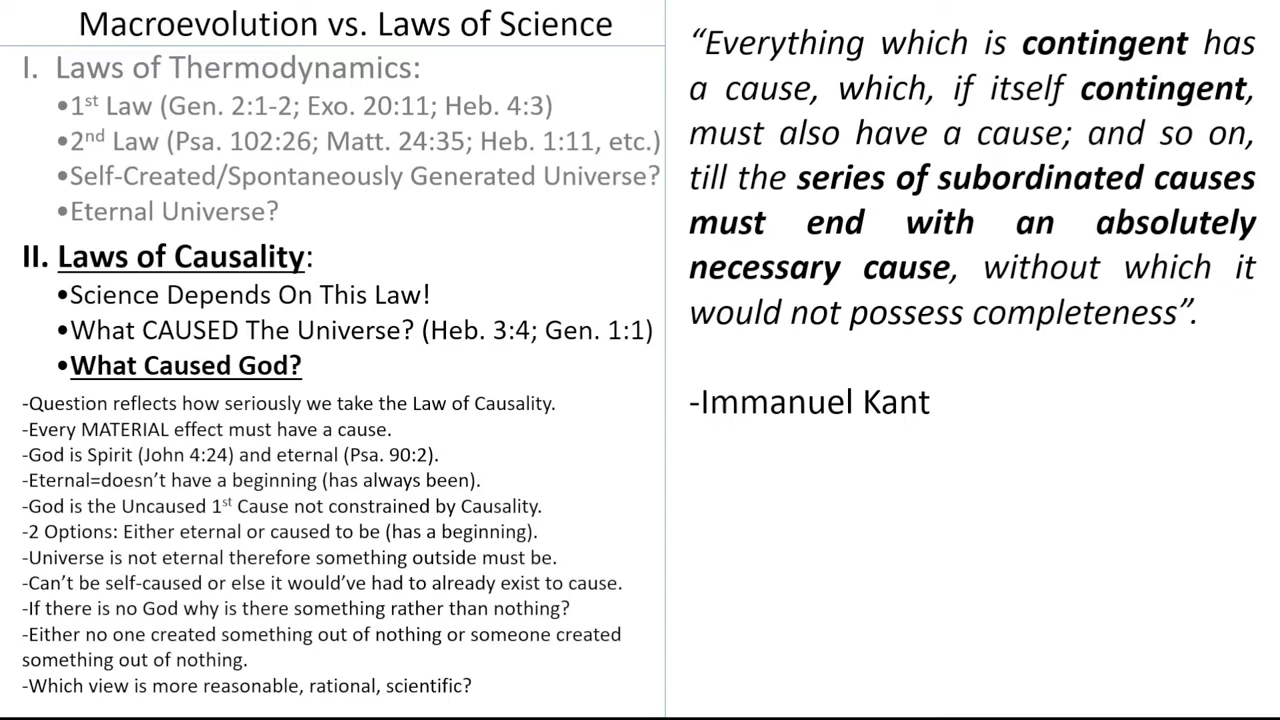 Macroevolution vs. Laws of Science
I. Laws of Thermodynamics:
•1st Law (Gen. 2:1-2; Exo. 20:11; Heb. 4:3)
•2nd Law (Psa. 102:26; Matt. 24:35; Heb. 1:11, etc.)
•Self-Created/Spontaneously Generated Universe?
•Eternal Universe?
II. Laws of Causality:
•Science Depends On This Law!
•What CAUSED The Universe? (Heb. 3:4; Gen. 1:1)
•What Caused God?
-Question reflects how seriously we take the Law of Causality.
-Every MATERIAL effect must have a cause.
-God is Spirit (John 4:24) and eternal (Psa. 90:2).
-Eternal=doesn’t have a beginning (has always been).
-God is the Uncaused 1st Cause not constrained by Causality.
-2 Options: Either eternal or caused to be (has a beginning).
-Universe is not eternal therefore something outside must be.
-Can’t be self-caused or else it would’ve had to already exist to cause.
-If there is no God why is there something rather than nothing?
-Either no one created something out of nothing or someone created
something out of nothing.
-Which view is more reasonable, rational, scientific?
“Everything which is contingent has
a cause, which, if itself contingent,
must also have a cause; and so on,
till the series of subordinated causes
must end with an absolutely
necessary cause, without which it
would not possess completeness”.
-Immanuel Kant